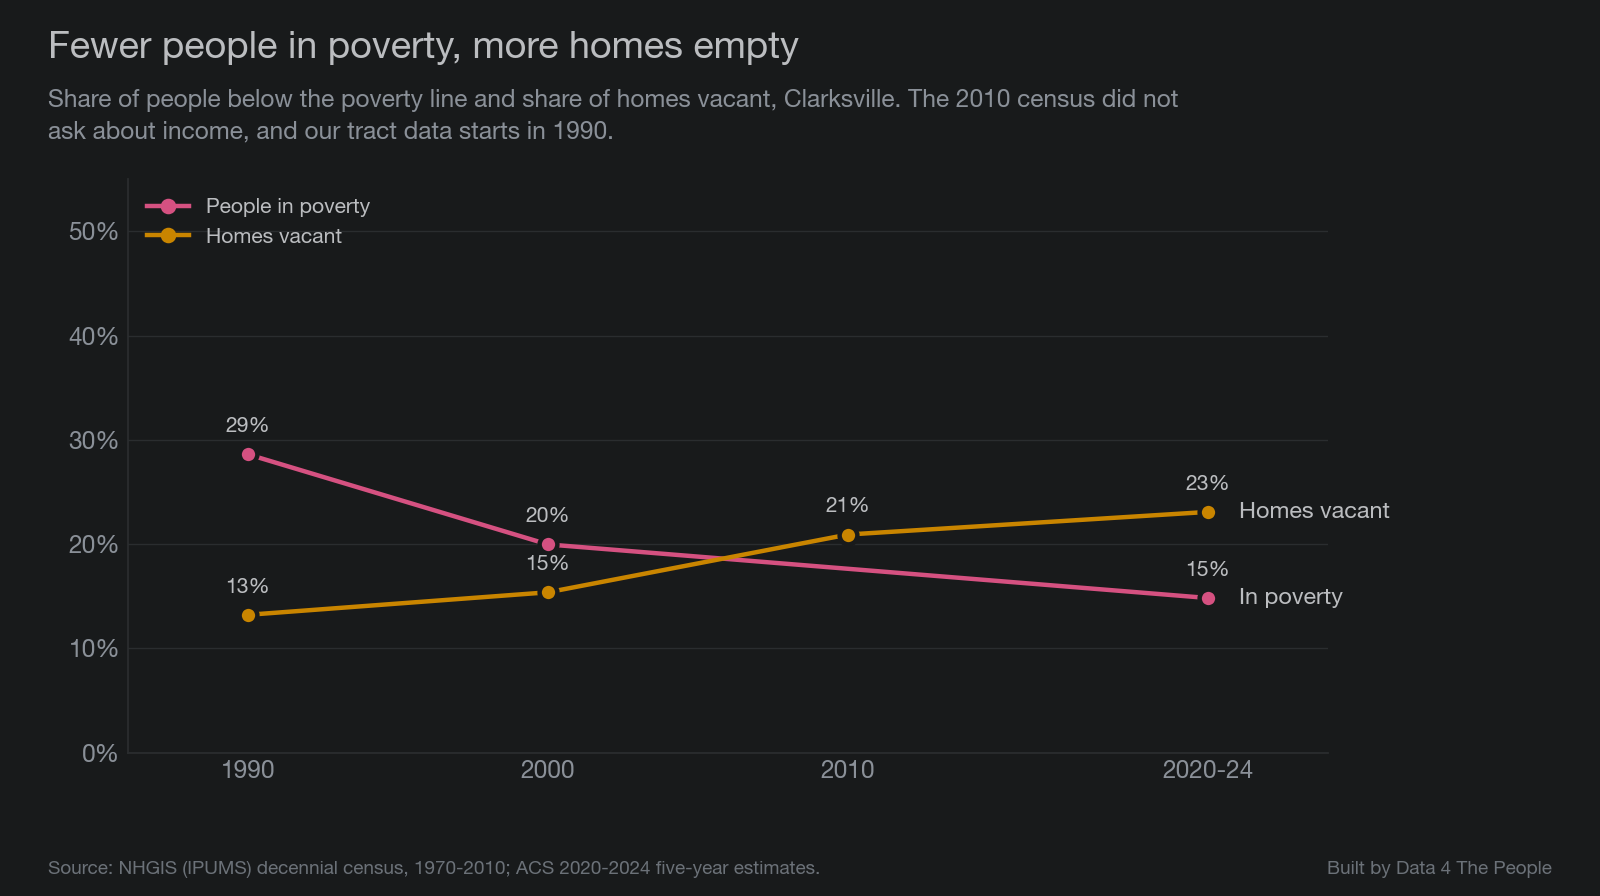 Fewer people in poverty, more homes empty
Share of people below the poverty line and share of homes vacant, Clarksville. The 2010 census did not
ask about income, and our tract data starts in 1990.
People in poverty
Homes vacant
50%
40%
30%
20%
10%
0%
29%
20%
21%
23%
Homes vacant
13%
15%
15%
In poverty
1990
2000
2010
2020-24
Source: NHGIS (IPUMS) decennial census, 1970-2010; ACS 2020-2024 five-year estimates.
Built by Data 4 The People